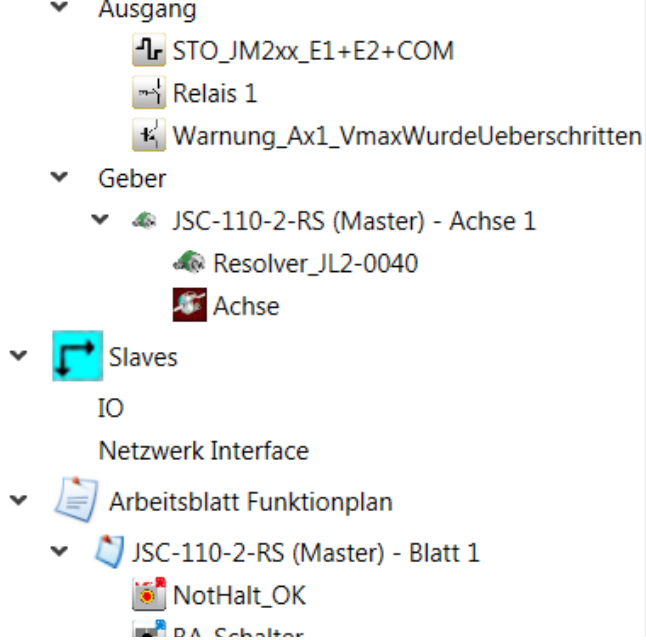 Ausgang
STO_JM2xx_E1+E2+COM
Relais 1
Warnung_Ax1_VmaxWurdeUeberschritten
Geber
JSC-110-2-RS (Master) - Achse 1
Resolver_JL2-0040
Achse
Slaves
IO
Netzwerk Interface
Arbeitsblatt Funktionplan
JSC-110-2-RS (Master) - Blatt 1
NotHalt_OK
BA_Schalter